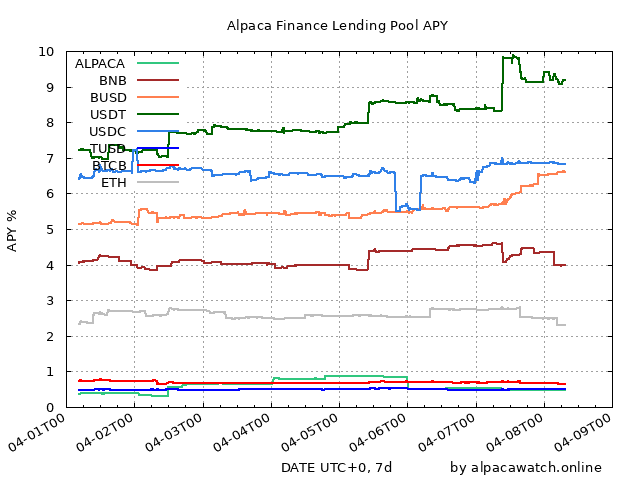 Alpaca Finance Lending Pool APY
10
9
8
7
6
5
4
3
2
1
0
APY %
ALPACA
BNB
BUSD
USDT
USDC
TUSD
BTCB
ETH
04-01T00
04-02T00
04-03T00
04-04T00
04-05T00
04-06T00
04-07T00
04-08T00
04-09T00
DATE UTC+0, 7d
by alpacawatch.online